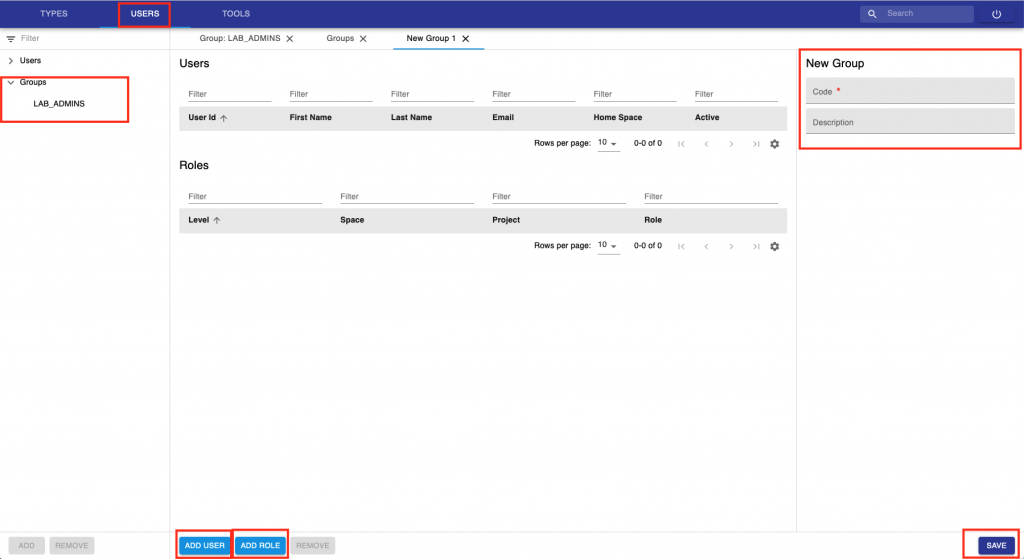 TYPES USERS TOOLS Search
Filter
Group: LAB_ADMINS Groups New Group 1
Users
Groups
LAB_ADMINS
Users
Filter Filter Filter Filter Filter Filter
User Id First Name Last Name Email Home Space Active
Rows per page: 10 0-0 of 0
Roles
Filter Filter Filter Filter
Level Space Project Role
Rows per page: 10 0-0 of 0
New Group
Code *
Description
ADD REMOVE
ADD USER ADD ROLE REMOVE
SAVE